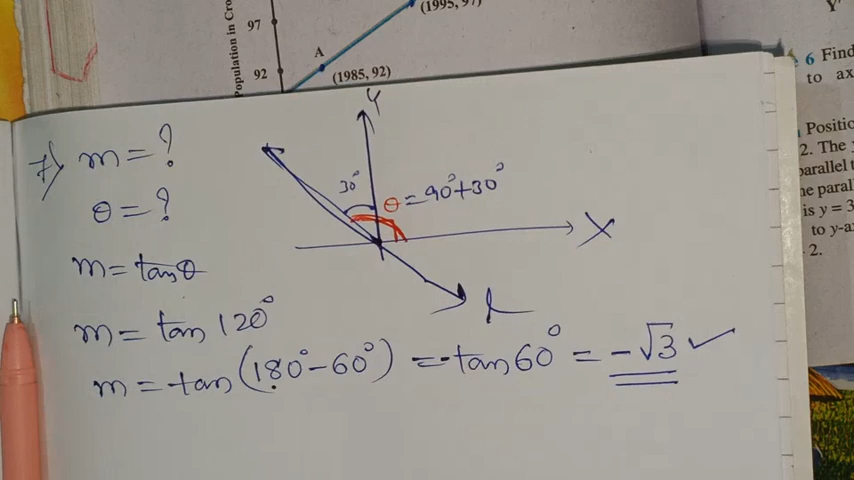 Population in Cro
97
92
A
(1985, 92)
(1995, 97)
Y'
6 Find
to ax
Positio
2. The
parallel
he paral
is y = 3
to y-a
2.
7) m = ?
θ = ?
m = tanθ
m = tan 120°
m = tan (180° - 60°) = -tan 60° = -√3 ✓
Y
30°
θ = 90° + 30°
X
L